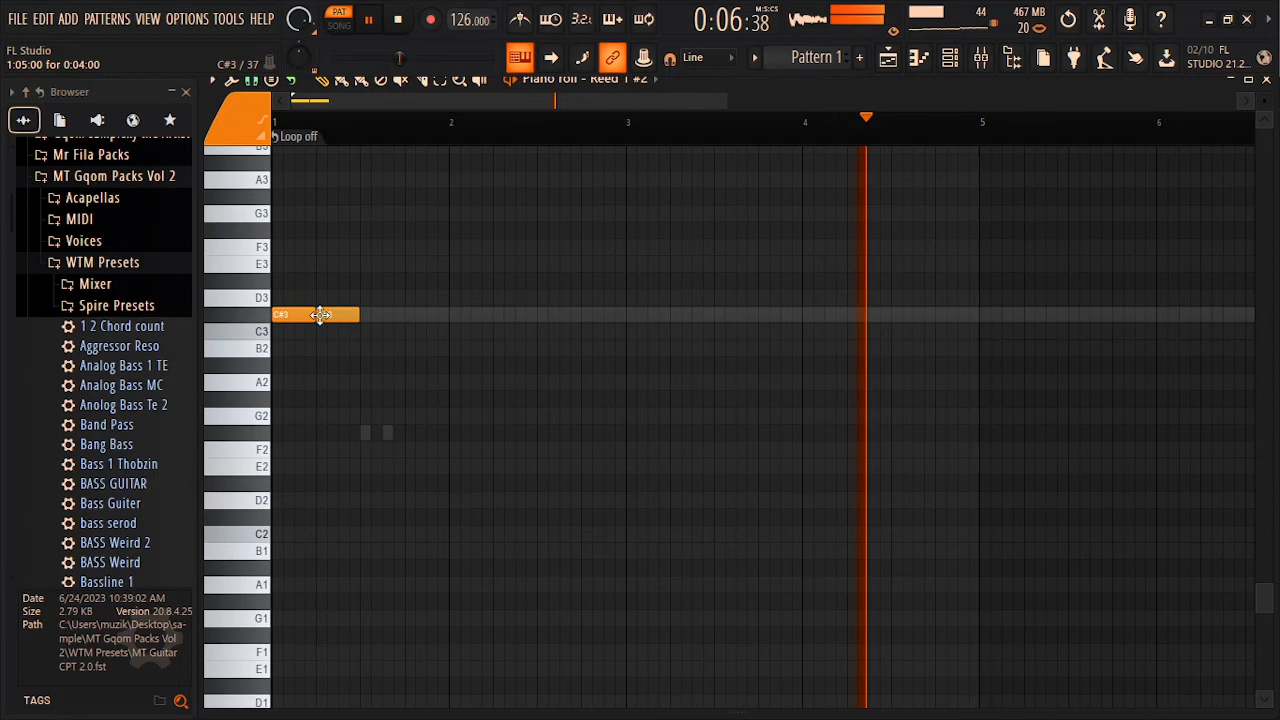 FILE EDIT ADD PATTERNS VIEW OPTIONS TOOLS HELP
PAT
SONG
126.000
3.2.
0:06:38
M:S:CS
44
467 MB
20
FL Studio
1:05:00 for 0:04:00
C#3 / 37
Line
Pattern 1
02/10 FL
STUDIO 21.2...
Browser
Piano roll - Reed 1 #2
1 2 3 4 5 6
Loop off
Mr Fila Packs
MT Gqom Packs Vol 2
Acapellas
MIDI
Voices
WTM Presets
Mixer
Spire Presets
1 2 Chord count
Aggressor Reso
Analog Bass 1 TE
Analog Bass MC
Anolog Bass Te 2
Band Pass
Bang Bass
Bass 1 Thobzin
BASS GUITAR
Bass Guiter
bass serod
BASS Weird 2
BASS Weird
Bassline 1
Date 6/24/2023 10:39:02 AM
Size 2.79 KB Version 20.8.4.25
Path C:\Users\muzik\Desktop\sa-
mple\MT Gqom Packs Vol
2\WTM Presets\MT Guitar
CPT 2.0.fst
TAGS
B3
A3
G3
F3
E3
D3
C#3
C3
B2
A2
G2
F2
E2
D2
C2
B1
A1
G1
F1
E1
D1